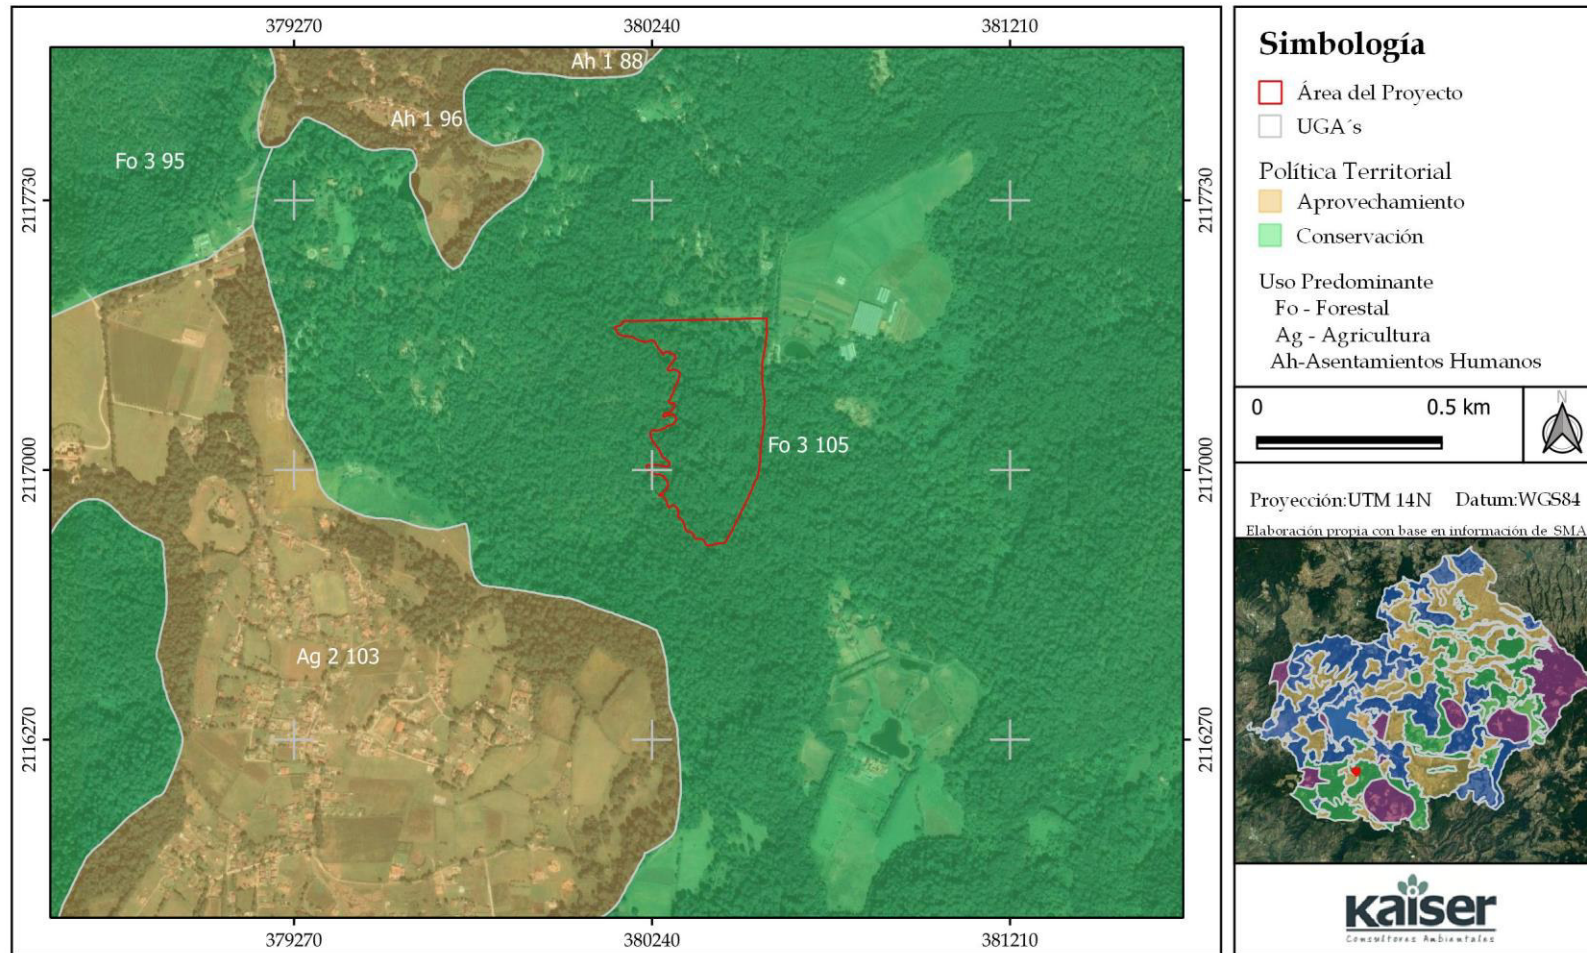 379270
380240
381210
Ah 1 88
Ah 1 96
Fo 3 95
2117730
2117730
Fo 3 105
2117000
2117000
Ag 2 103
2116270
2116270
379270
380240
381210
Simbología
Área del Proyecto
UGA´s
Política Territorial
Aprovechamiento
Conservación
Uso Predominante
Fo - Forestal
Ag - Agricultura
Ah-Asentamientos Humanos
0 0.5 km
N
Proyección:UTM 14N Datum:WGS84
Elaboración propia con base en información de SMA
Kaiser
Consultores Ambientales